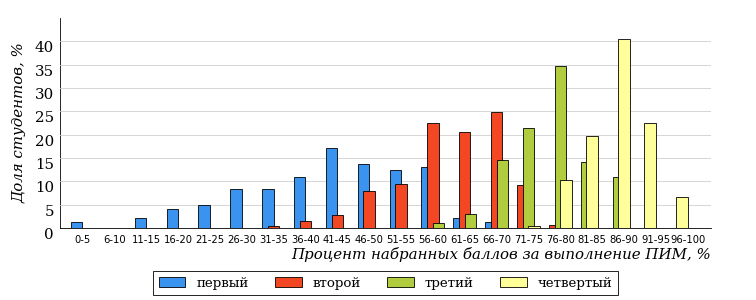 Доля студентов, %
40
35
30
25
20
15
10
5
0
0-5 6-10 11-15 16-20 21-25 26-30 31-35 36-40 41-45 46-50 51-55 56-60 61-65 66-70 71-75 76-80 81-85 86-90 91-95 96-100
Процент набранных баллов за выполнение ПИМ, %
первый второй третий четвертый